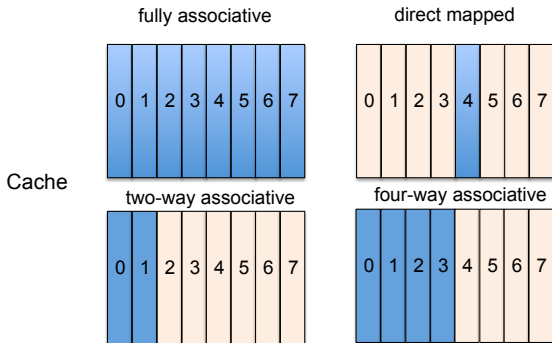 fully associative
direct mapped
0 1 2 3 4 5 6 7
0 1 2 3 4 5 6 7
Cache
two-way associative
four-way associative
0 1 2 3 4 5 6 7
0 1 2 3 4 5 6 7